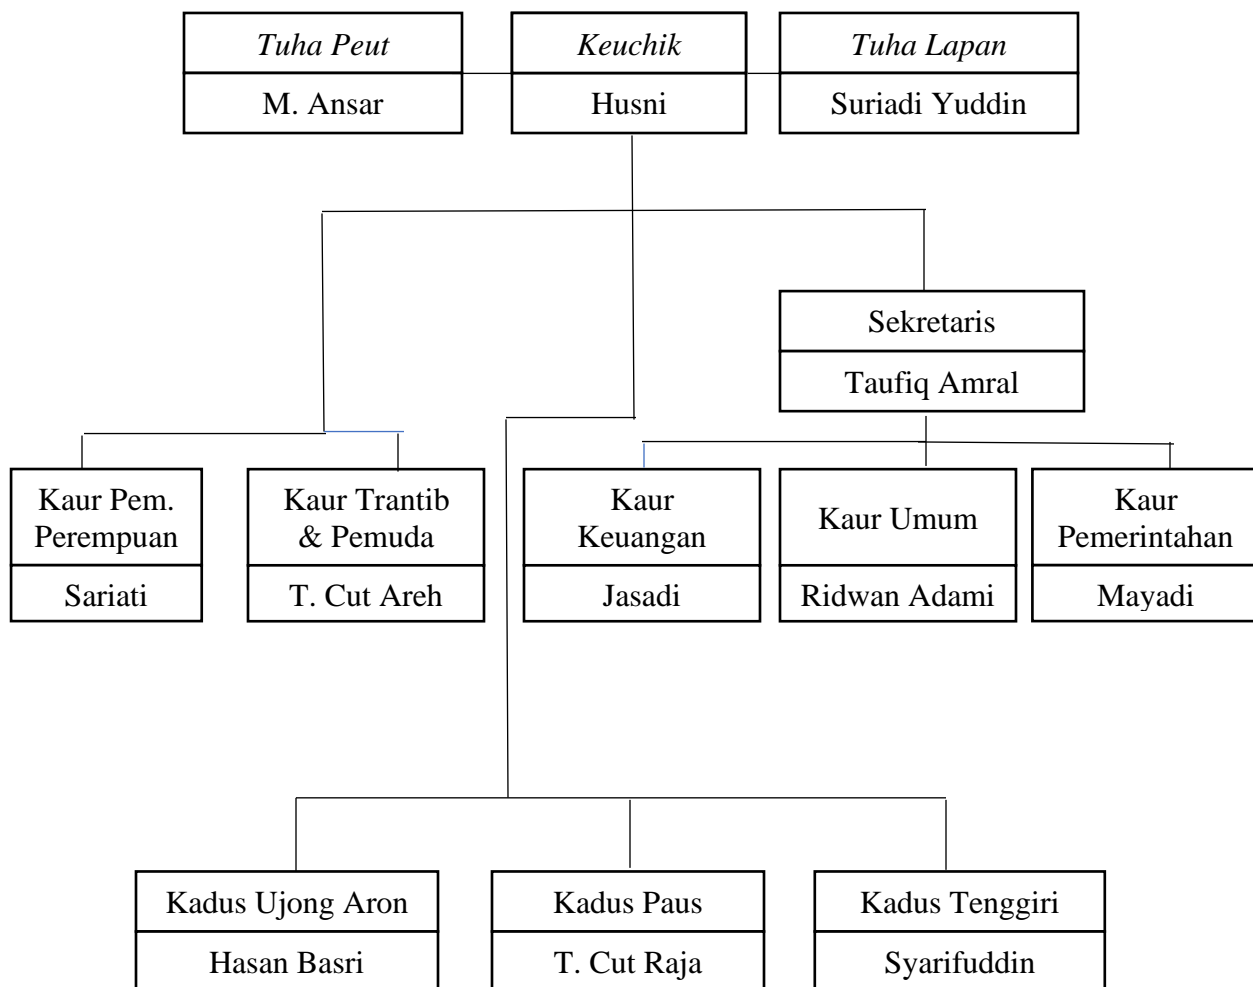 Tuha Peut
M. Ansar
Keuchik
Husni
Tuha Lapan
Suriadi Yuddin
Sekretaris
Taufiq Amral
Kaur Pem.
Perempuan
Sariati
Kaur Trantib
& Pemuda
T. Cut Areh
Kaur
Keuangan
Jasadi
Kaur Umum
Ridwan Adami
Kaur
Pemerintahan
Mayadi
Kadus Ujong Aron
Hasan Basri
Kadus Paus
T. Cut Raja
Kadus Tenggiri
Syarifuddin